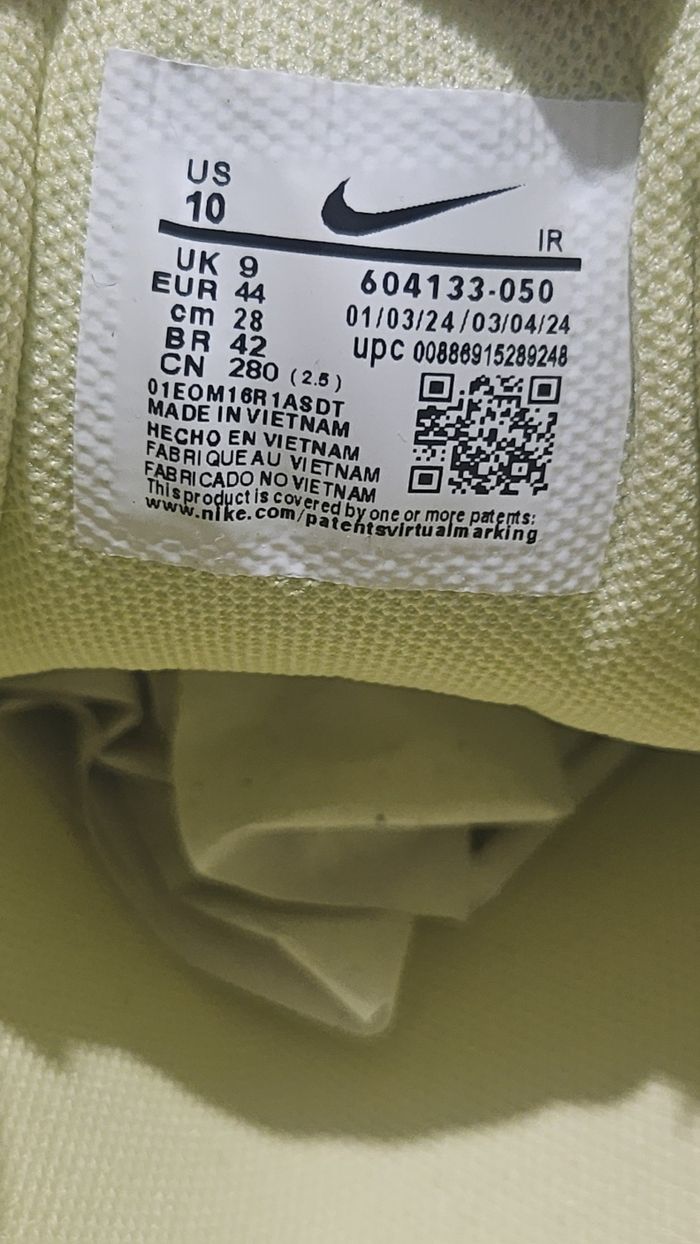 US
10
IR
UK 9
EUR 44
cm 28
BR 42
CN 280 (2.5)
604133-050
01/03/24/03/04/24
upc 00886915289248
01EOM16R1ASDT
MADE IN VIETNAM
HECHO EN VIETNAM
FABRIQUE AU VIETNAM
FABRICADO NO VIETNAM
This product is covered by one or more patents:
www.nike.com/patentsvirtualmarking